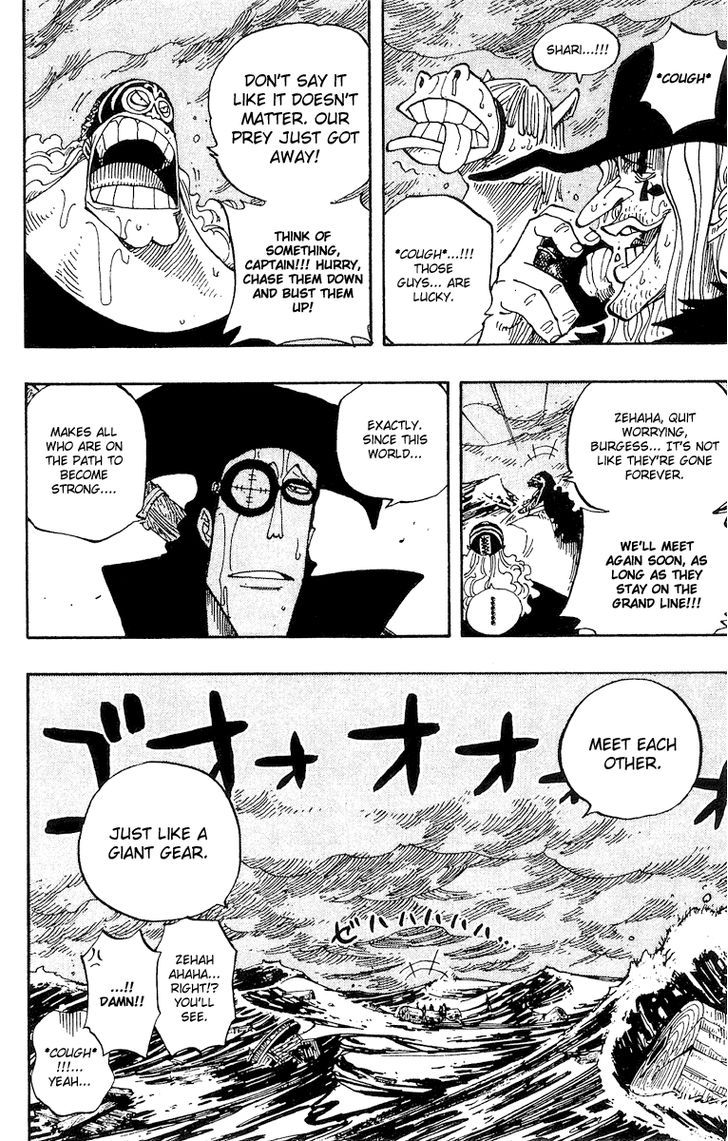 SHARI...!!!
*COUGH*
*COUGH*...!!!
THOSE
GUYS... ARE
LUCKY.
DON'T SAY IT
LIKE IT DOESN'T
MATTER. OUR
PREY JUST GOT
AWAY!
THINK OF
SOMETHING,
CAPTAIN!!! HURRY,
CHASE THEM DOWN
AND BUST THEM
UP!
ZEHAHA, QUIT
WORRYING,
BURGESS... IT'S NOT
LIKE THEY'RE GONE
FOREVER.
WE'LL MEET
AGAIN SOON, AS
LONG AS THEY
STAY ON THE
GRAND LINE!!!
EXACTLY.
SINCE THIS
WORLD...
MAKES ALL
WHO ARE ON
THE PATH TO
BECOME
STRONG....
MEET EACH
OTHER.
ゴオォオオォオ
JUST LIKE A
GIANT GEAR.
ゼハハハハハ
ZEHAH
AHAHA...
RIGHT!?
YOU'LL
SEE.
...!!
DAMN!!
*COUGH*
!!!...
YEAH...